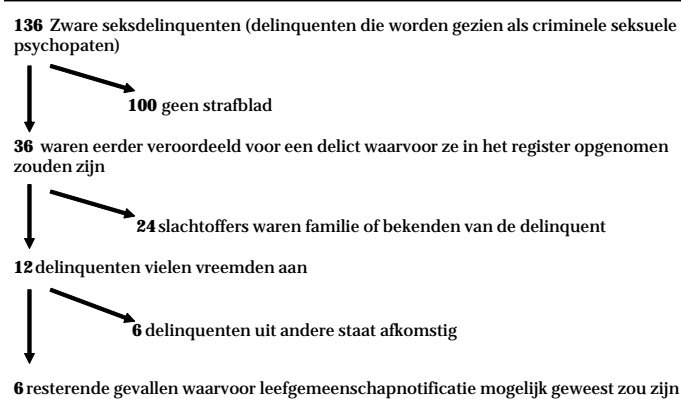 136 Zware seksdelinquenten (delinquenten die worden gezien als criminele seksuele
psychopaten)
100 geen strafblad
36 waren eerder veroordeeld voor een delict waarvoor ze in het register opgenomen
zouden zijn
24 slachtoffers waren familie of bekenden van de delinquent
12 delinquenten vielen vreemden aan
6 delinquenten uit andere staat afkomstig
6 resterende gevallen waarvoor leefgemeenschapnotificatie mogelijk geweest zou zijn